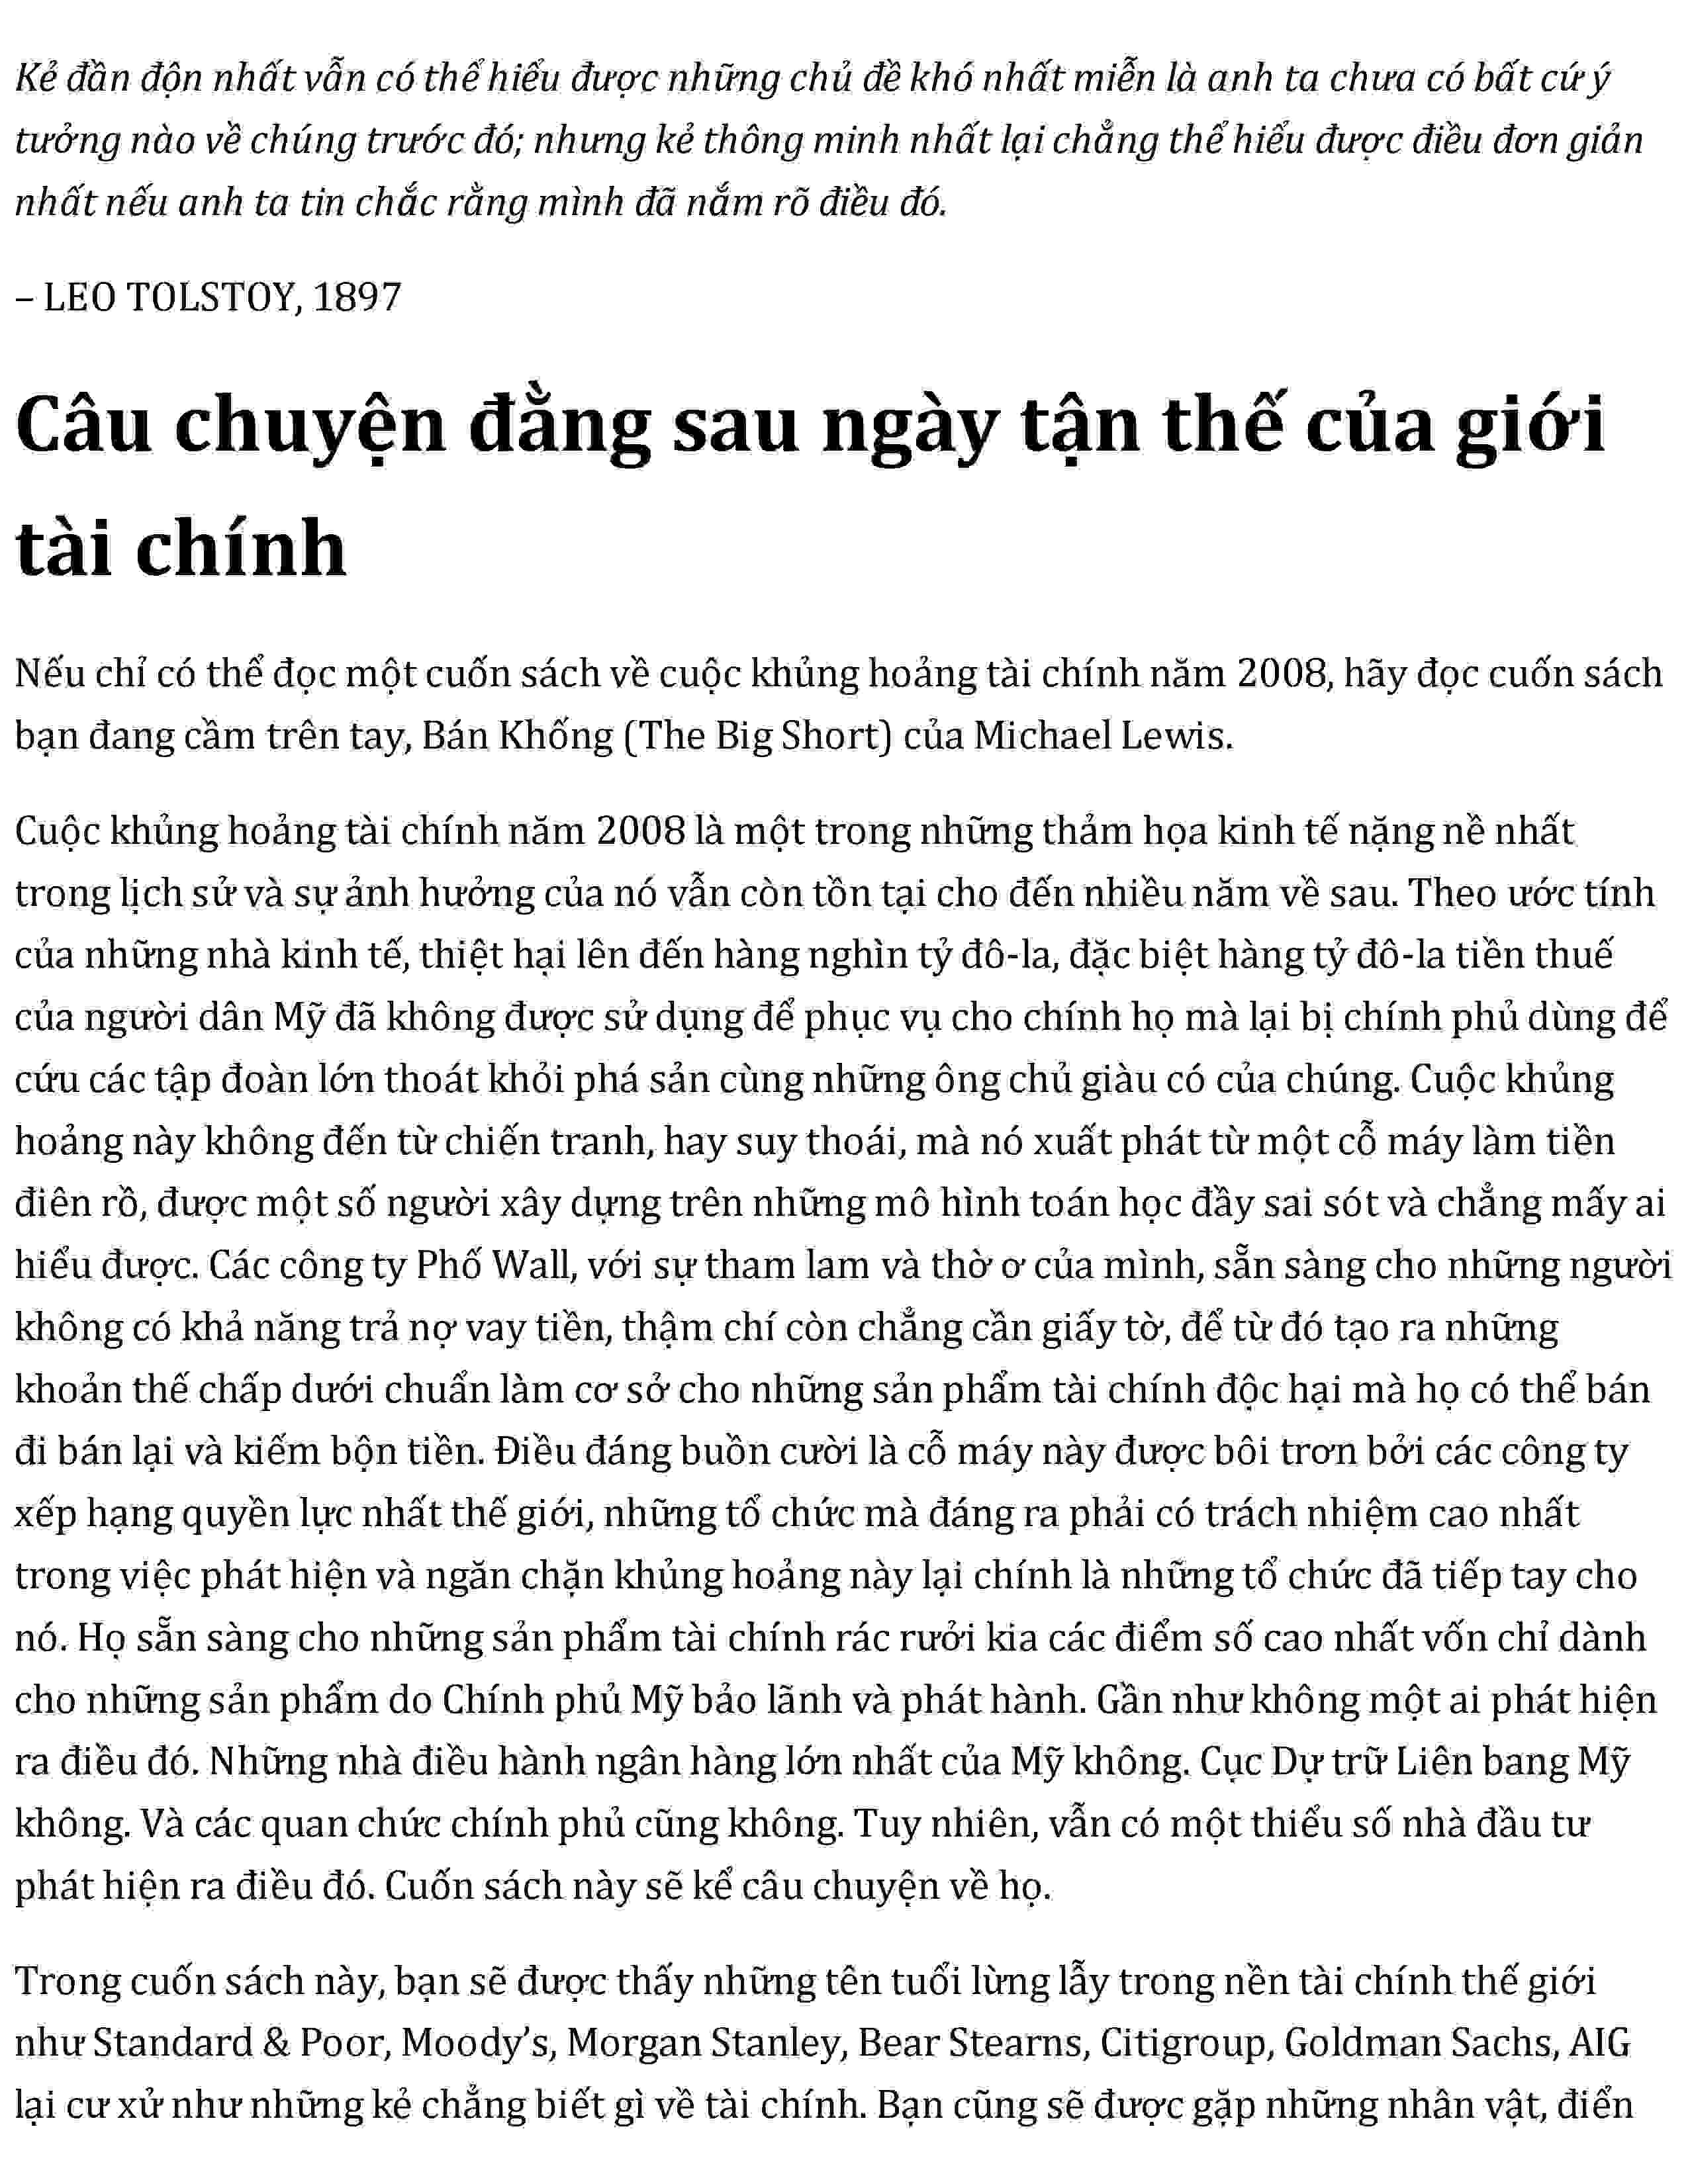 Kẻ đần độn nhất vẫn có thể hiểu được những chủ đề khó nhất miễn là anh ta chưa có bất cứ ý
tưởng nào về chúng trước đó; nhưng kẻ thông minh nhất lại chẳng thể hiểu được điều đơn giản
nhất nếu anh ta tin chắc rằng mình đã nắm rõ điều đó.
– LEO TOLSTOY, 1897
Câu chuyện đằng sau ngày tận thế của giới
tài chính
Nếu chỉ có thể đọc một cuốn sách về cuộc khủng hoảng tài chính năm 2008, hãy đọc cuốn sách
bạn đang cầm trên tay, Bán Khống (The Big Short) của Michael Lewis.
Cuộc khủng hoảng tài chính năm 2008 là một trong những thảm họa kinh tế nặng nề nhất
trong lịch sử và sự ảnh hưởng của nó vẫn còn tồn tại cho đến nhiều năm về sau. Theo ước tính
của những nhà kinh tế, thiệt hại lên đến hàng nghìn tỷ đô-la, đặc biệt hàng tỷ đô-la tiền thuế
của người dân Mỹ đã không được sử dụng để phục vụ cho chính họ mà lại bị chính phủ dùng để
cứu các tập đoàn lớn thoát khỏi phá sản cùng những ông chủ giàu có của chúng. Cuộc khủng
hoảng này không đến từ chiến tranh, hay suy thoái, mà nó xuất phát từ một cỗ máy làm tiền
điên rồ, được một số người xây dựng trên những mô hình toán học đầy sai sót và chẳng mấy ai
hiểu được. Các công ty Phố Wall, với sự tham lam và thờ ơ của mình, sẵn sàng cho những người
không có khả năng trả nợ vay tiền, thậm chí còn chẳng cần giấy tờ, để từ đó tạo ra những
khoản thế chấp dưới chuẩn làm cơ sở cho những sản phẩm tài chính độc hại mà họ có thể bán
đi bán lại và kiếm bộn tiền. Điều đáng buồn cười là cỗ máy này được bôi trơn bởi các công ty
xếp hạng quyền lực nhất thế giới, những tổ chức mà đáng ra phải có trách nhiệm cao nhất
trong việc phát hiện và ngăn chặn khủng hoảng này lại chính là những tổ chức đã tiếp tay cho
nó. Họ sẵn sàng cho những sản phẩm tài chính rác rưởi kia các điểm số cao nhất vốn chỉ dành
cho những sản phẩm do Chính phủ Mỹ bảo lãnh và phát hành. Gần như không một ai phát hiện
ra điều đó. Những nhà điều hành ngân hàng lớn nhất của Mỹ không. Cục Dự trữ Liên bang Mỹ
không. Và các quan chức chính phủ cũng không. Tuy nhiên, vẫn có một thiểu số nhà đầu tư
phát hiện ra điều đó. Cuốn sách này sẽ kể câu chuyện về họ.
Trong cuốn sách này, bạn sẽ được thấy những tên tuổi lừng lẫy trong nền tài chính thế giới
như Standard & Poor, Moody's, Morgan Stanley, Bear Stearns, Citigroup, Goldman Sachs, AIG
lại cư xử như những kẻ chẳng biết gì về tài chính. Bạn cũng sẽ được gặp những nhân vật, điển